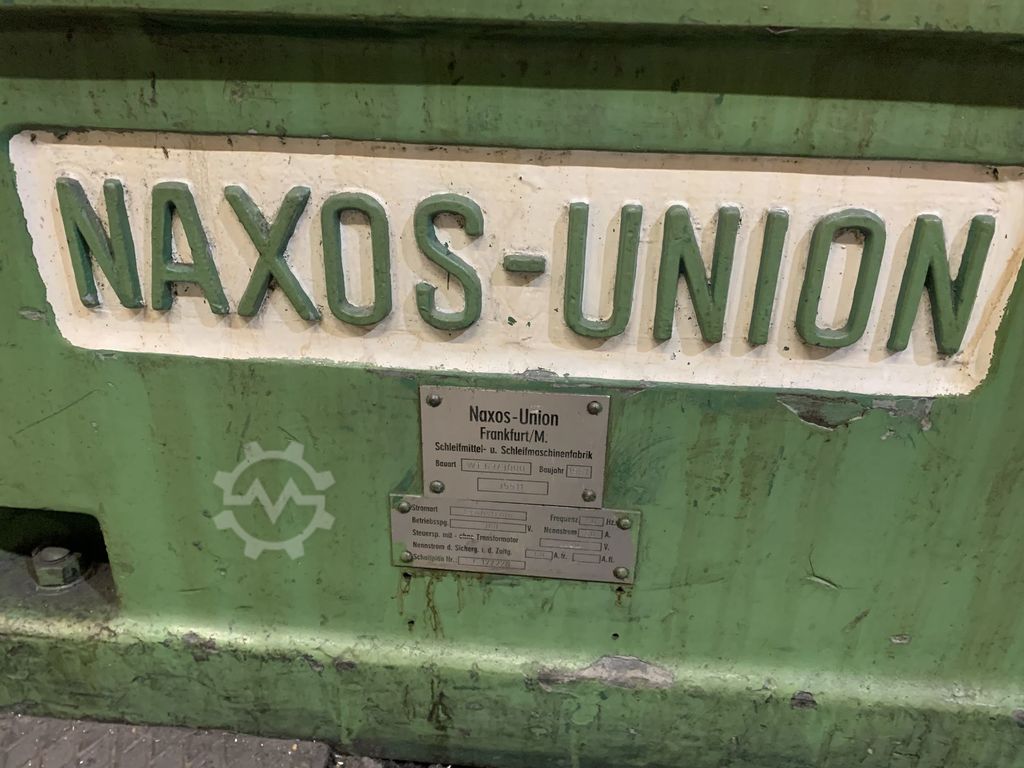 NAXOS-UNION
Naxos-Union
Frankfurt/M.
Schleifmittel- u. Schleifmaschinenfabrik
Bauart Baujahr
Stromart Frequenz Hz.
Betriebsspg. V. Nennstrom A.
Steuersp. mit - ohne Transformator V.
Nennstrom d. Sicherg. i. d. Zultg. A. fr. A. fl.
Schaltplan Nr.: